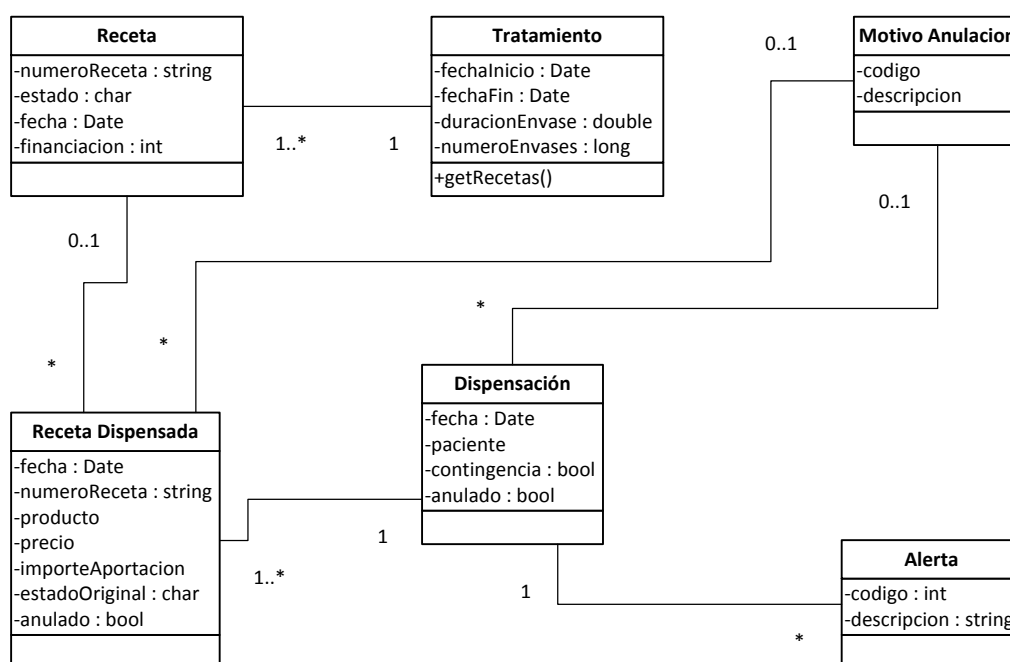 Receta
-numeroReceta : string
-estado : char
-fecha : Date
-financiacion : int
Tratamiento
-fechaInicio : Date
-fechaFin : Date
-duracionEnvase : double
-numeroEnvases : long
+getRecetas()
Motivo Anulacion
-codigo
-descripcion
0..1
1..*
1
0..1
0..1
*
*
*
Dispensación
-fecha : Date
-paciente
-contingencia : bool
-anulado : bool
Receta Dispensada
-fecha : Date
-numeroReceta : string
-producto
-precio
-importeAportacion
-estadoOriginal : char
-anulado : bool
1
1..*
1
*
Alerta
-codigo : int
-descripcion : string